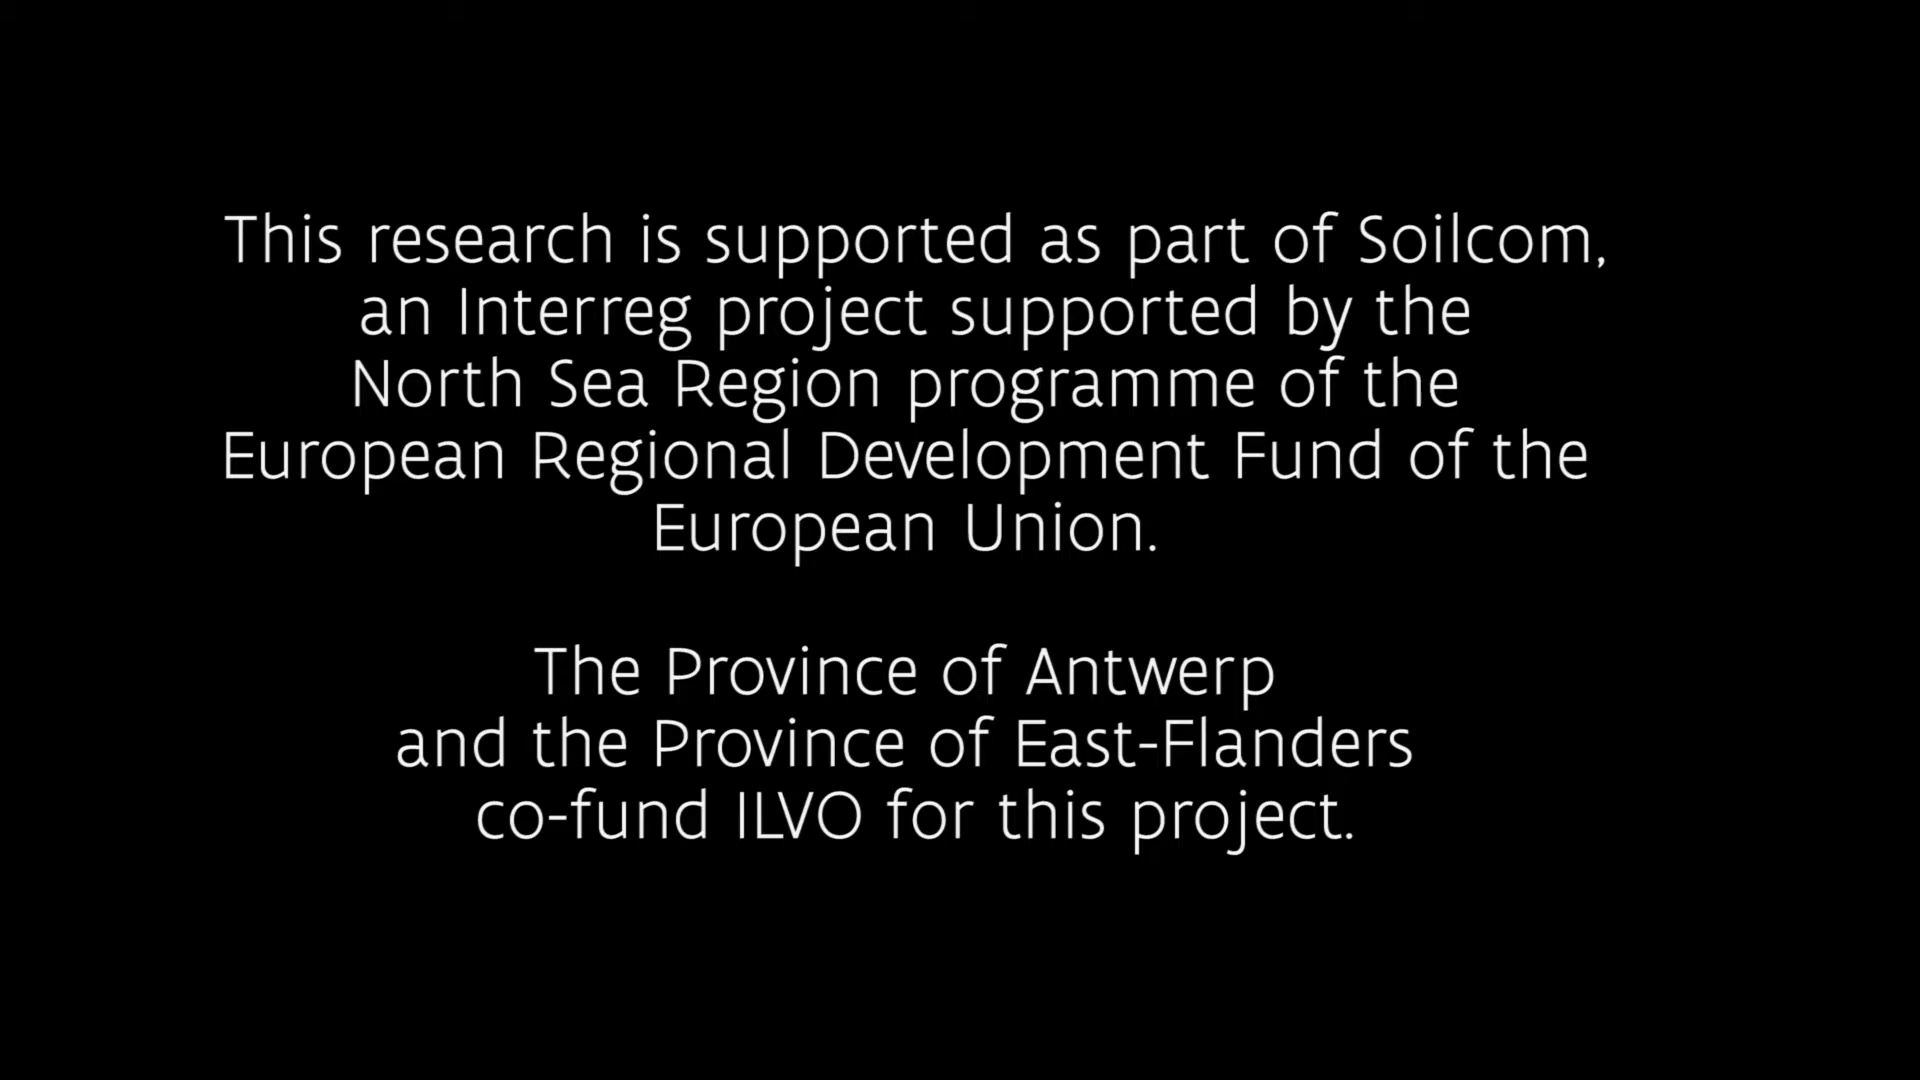 This research is supported as part of Soilcom,
an Interreg project supported by the
North Sea Region programme of the
European Regional Development Fund of the
European Union.
The Province of Antwerp
and the Province of East-Flanders
co-fund ILVO for this project.